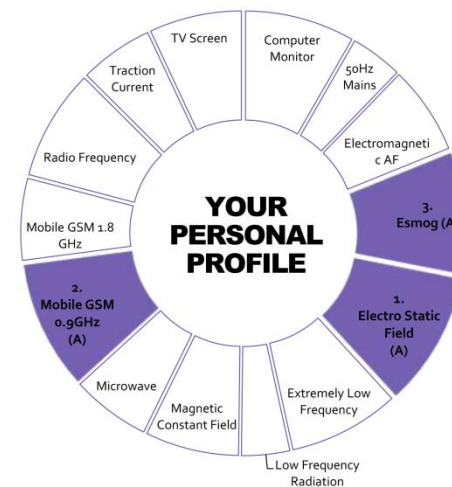 TV Screen
Computer
Monitor
50Hz
Mains
Electromagneti
c AF
3.
Esmog (A
1.
Electro Static
Field
(A)
Extremely Low
Frequency
Low Frequency
Radiation
Magnetic
Constant Field
Microwave
2.
Mobile GSM
0.9GHz
(A)
Mobile GSM 1.8
GHz
Radio Frequency
Traction
Current
YOUR
PERSONAL
PROFILE